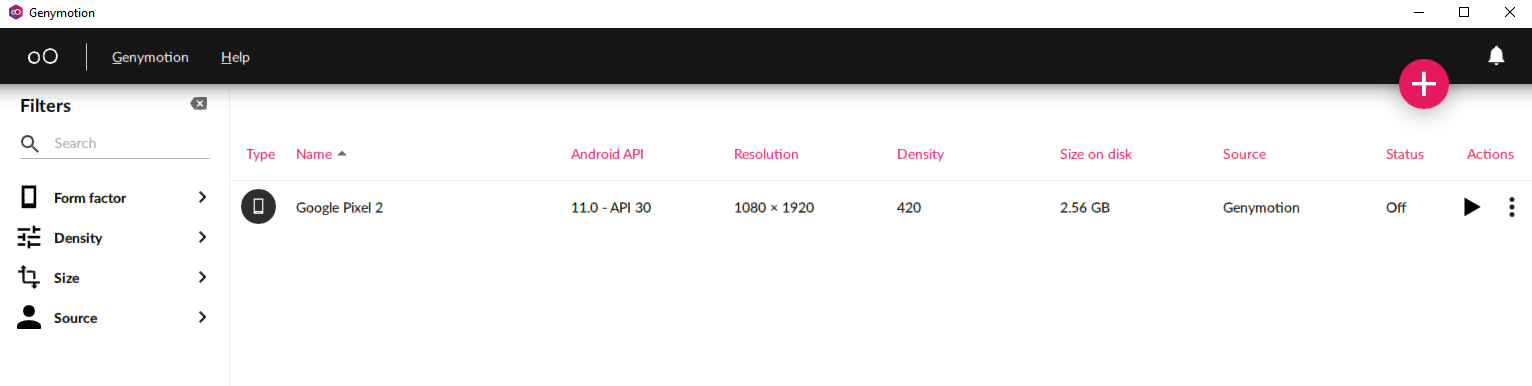 Genymotion
Genymotion Help
Filters
Search
Form factor
Density
Size
Source
Type Name Android API Resolution Density Size on disk Source Status Actions
Google Pixel 2 11.0 - API 30 1080 × 1920 420 2.56 GB Genymotion Off